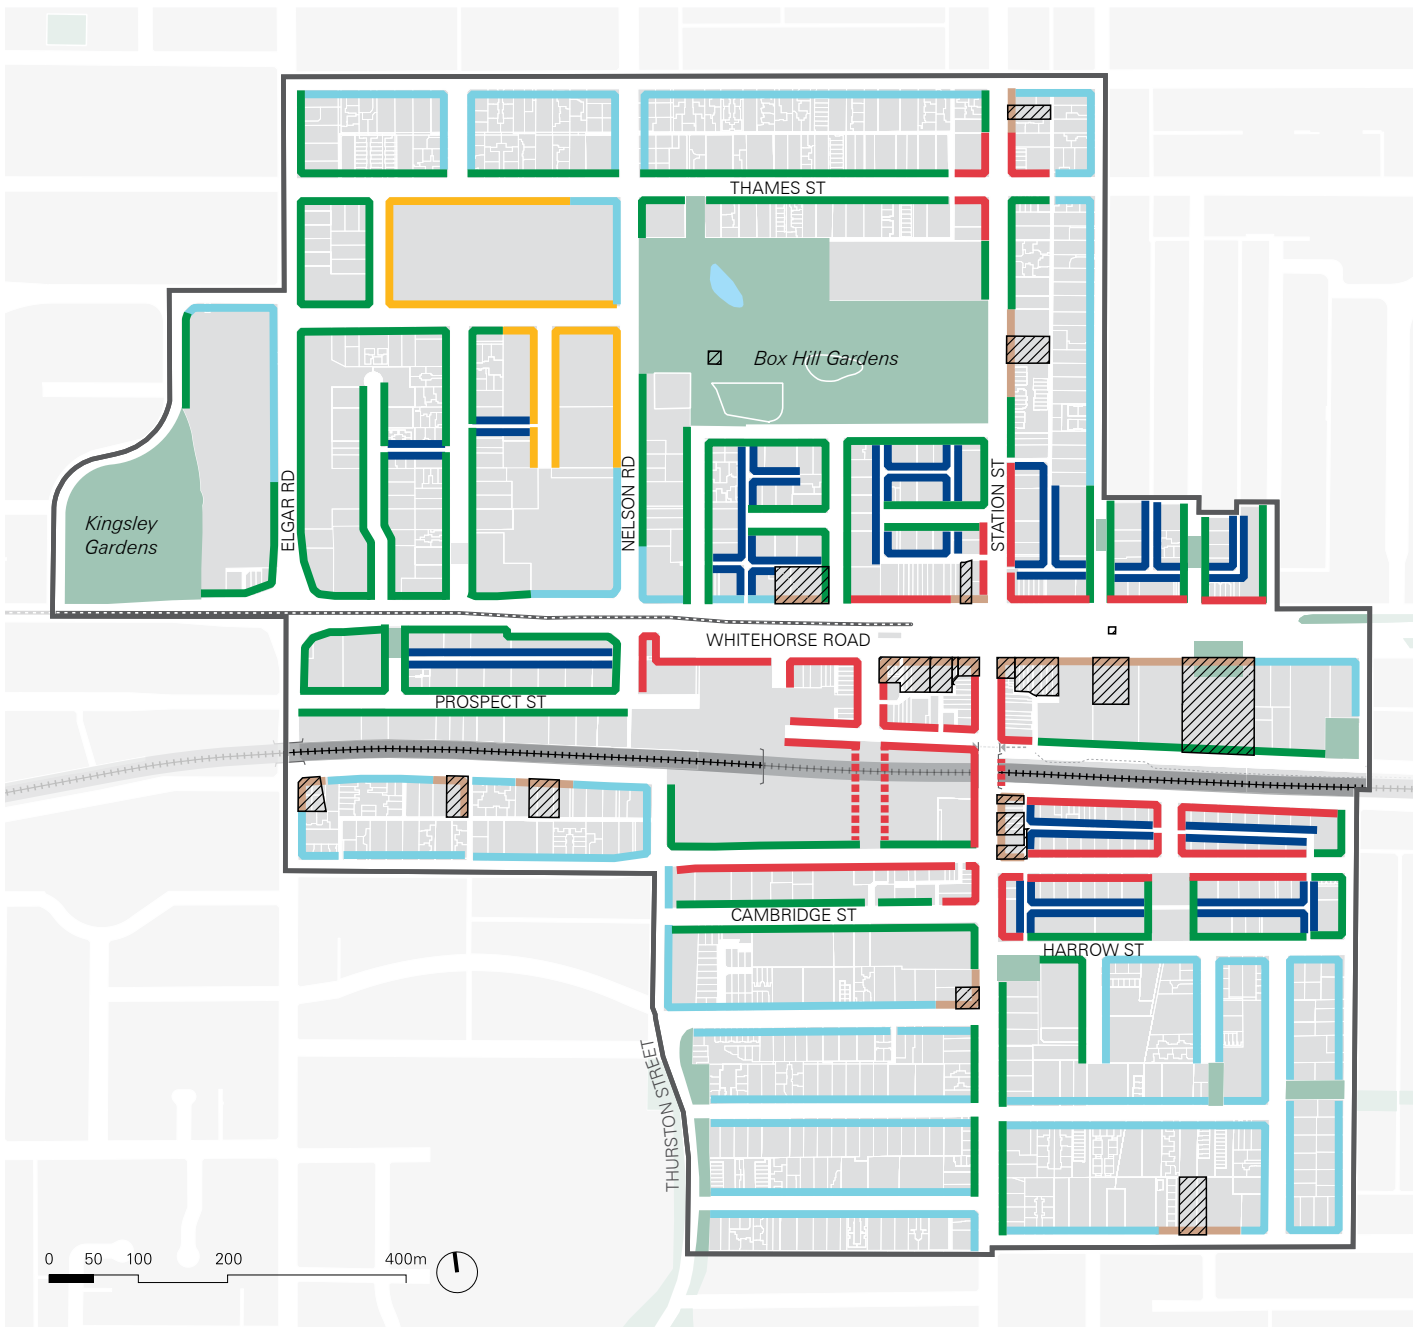 THAMES ST
Box Hill Gardens
Kingsley
Gardens
ELGAR RD
NELSON RD
STATION ST
WHITEHORSE ROAD
PROSPECT ST
CAMBRIDGE ST
HARROW ST
THURSTON STREET
0 50 100 200 400m